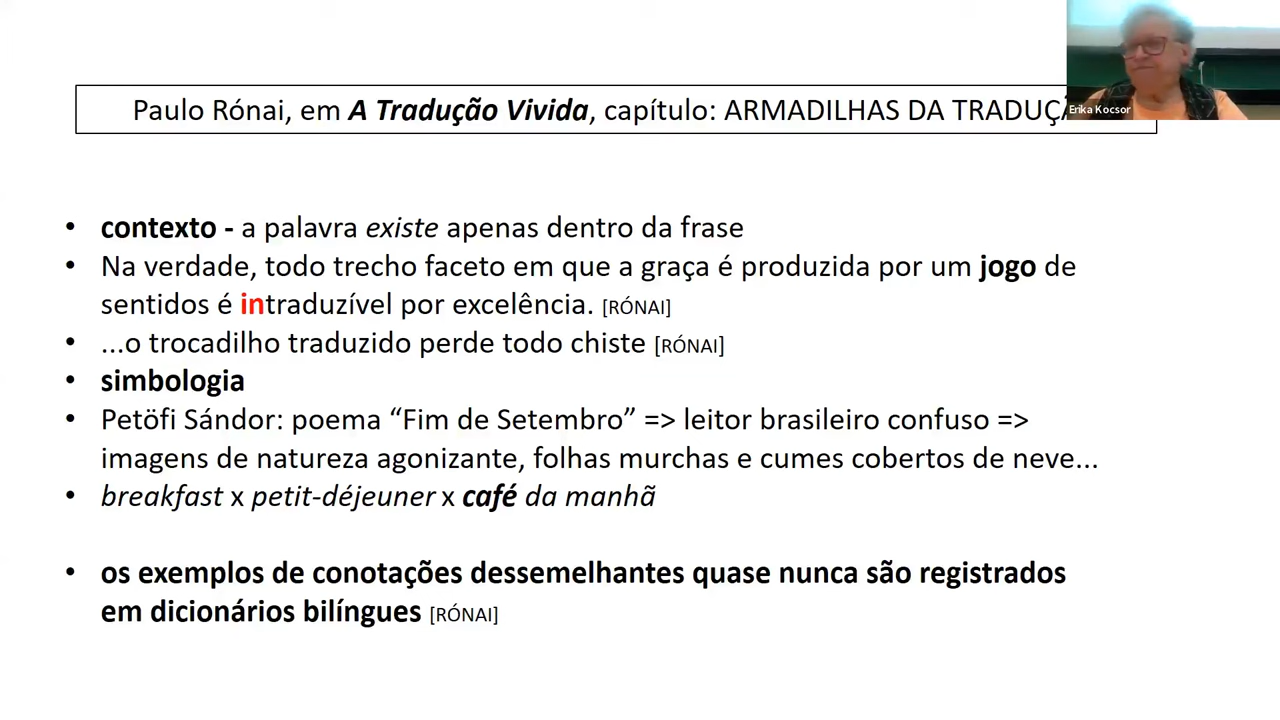 Paulo Rónai, em A Tradução Vivida, capítulo: ARMADILHAS DA TRADUÇ
Erika Kocsor
• contexto - a palavra existe apenas dentro da frase
• Na verdade, todo trecho faceto em que a graça é produzida por um jogo de
sentidos é intraduzível por excelência. [RÓNAI]
• ...o trocadilho traduzido perde todo chiste [RÓNAI]
• simbologia
• Petöfi Sándor: poema “Fim de Setembro” => leitor brasileiro confuso =>
imagens de natureza agonizante, folhas murchas e cumes cobertos de neve...
• breakfast x petit-déjeuner x café da manhã
• os exemplos de conotações dessemelhantes quase nunca são registrados
em dicionários bilíngues [RÓNAI]